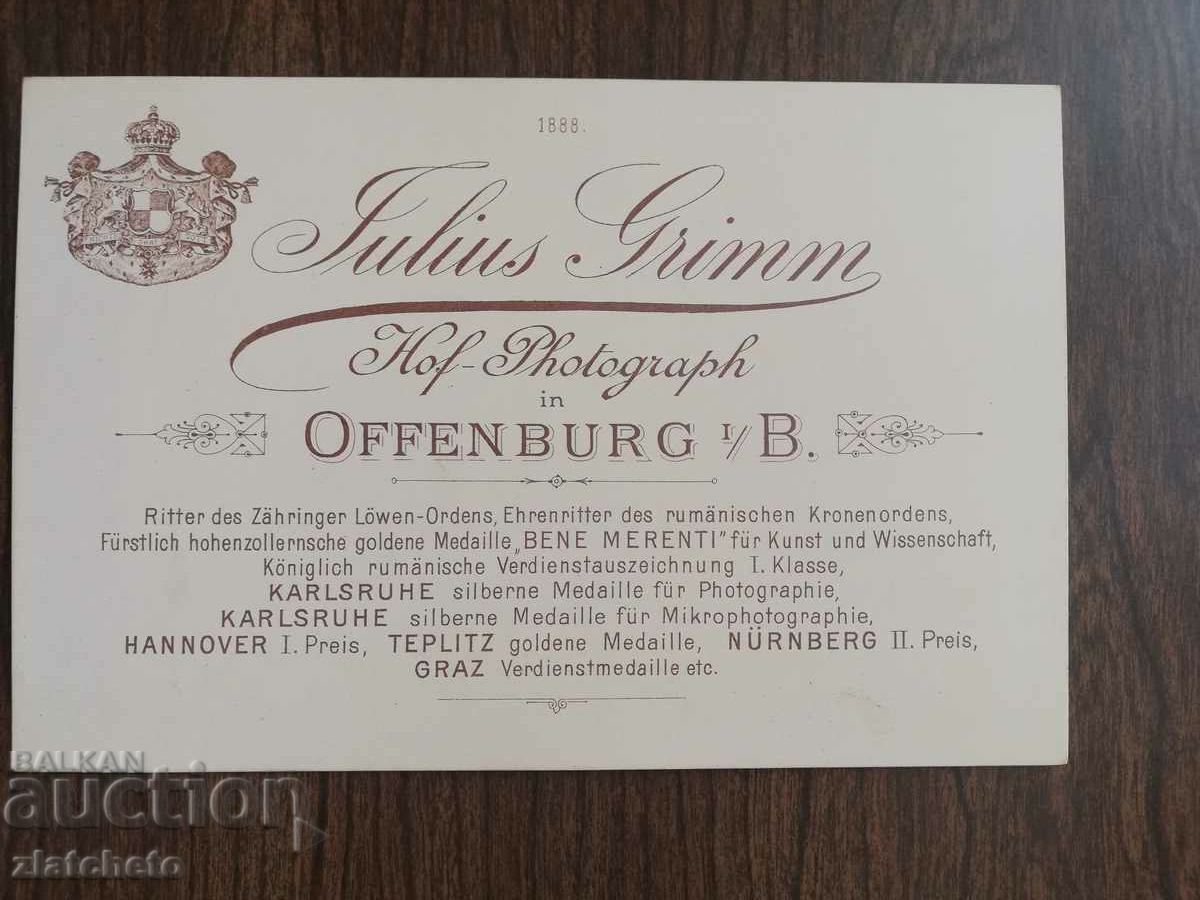 1888.
Julius Grimm
Hof-Photograph
in
OFFENBURG I/B.
Ritter des Zähringer Löwen-Ordens, Ehrenritter des rumänischen Kronenordens,
Fürstlich hohenzollernsche goldene Medaille „BENE MERENTI" für Kunst und Wissenschaft,
Königlich rumänische Verdienstauszeichnung I. Klasse,
KARLSRUHE silberne Medaille für Photographie,
KARLSRUHE silberne Medaille für Mikrophotographie,
HANNOVER I. Preis, TEPLITZ goldene Medaille, NÜRNBERG II. Preis,
GRAZ Verdienstmedaille etc.
BALKAN
auction
zlatcheto